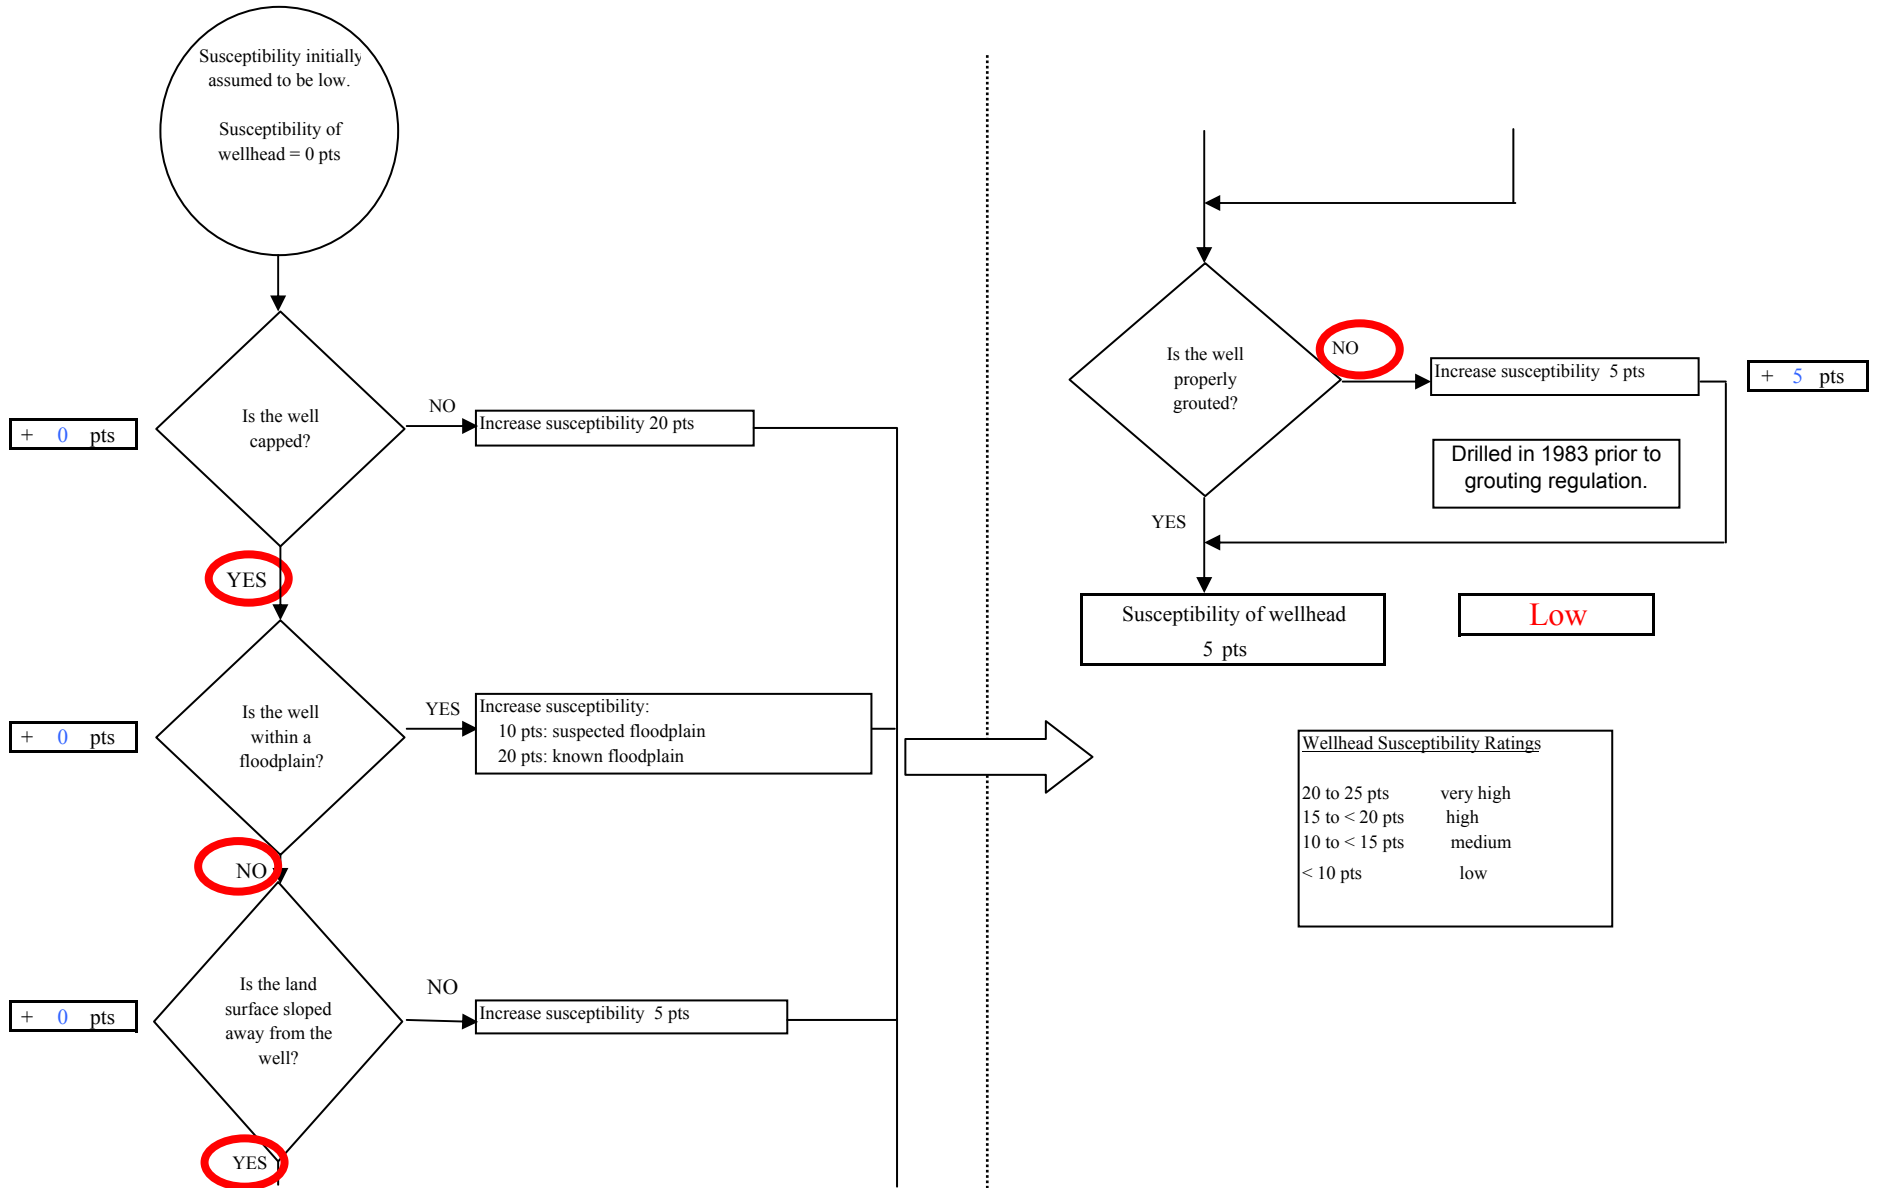 Susceptibility initially
assumed to be low.
Susceptibility of
wellhead = 0 pts
Is the well
capped?
+ 0 pts
NO
Increase susceptibility 20 pts
YES
Is the well
within a
floodplain?
+ 0 pts
YES
Increase susceptibility:
10 pts: suspected floodplain
20 pts: known floodplain
NO
Is the land
surface sloped
away from the
well?
+ 0 pts
NO
Increase susceptibility 5 pts
YES
Is the well
properly
grouted?
NO
Increase susceptibility 5 pts
+ 5 pts
Drilled in 1983 prior to
grouting regulation.
YES
Susceptibility of wellhead
5 pts
Low
Wellhead Susceptibility Ratings
20 to 25 pts very high
15 to < 20 pts high
10 to < 15 pts medium
< 10 pts low